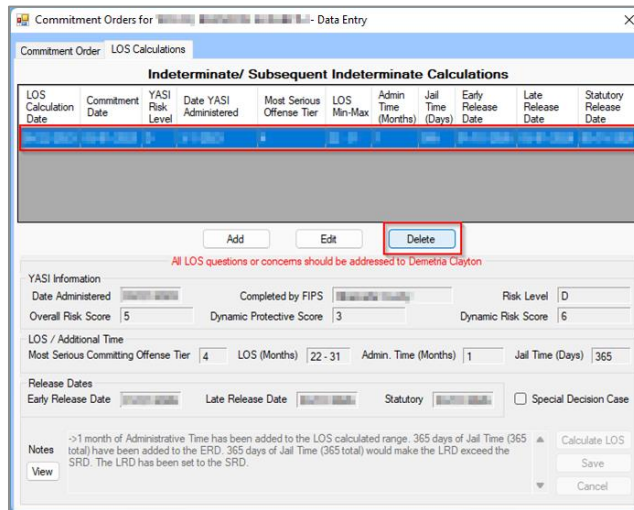 Commitment Orders for - Data Entry
Commitment Order LOS Calculations
Indeterminate/ Subsequent Indeterminate Calculations
LOS Calculation Date Commitment Date YASI Risk Level Date YASI Administered Most Serious Offense Tier LOS Min-Max Admin Time (Months) Jail Time (Days) Early Release Date Late Release Date Statutory Release Date
Add Edit Delete
All LOS questions or concerns should be addressed to Demetria Clayton
YASI Information
Date Administered Completed by FIPS Risk Level D
Overall Risk Score 5 Dynamic Protective Score 3 Dynamic Risk Score 6
LOS / Additional Time
Most Serious Committing Offense Tier 4 LOS (Months) 22 - 31 Admin. Time (Months) 1 Jail Time (Days) 365
Release Dates
Early Release Date Late Release Date Statutory Special Decision Case
Notes
View
->1 month of Administrative Time has been added to the LOS calculated range. 365 days of Jail Time (365
total) have been added to the ERD. 365 days of Jail Time (365 total) would make the LRD exceed the
SRD. The LRD has been set to the SRD.
Calculate LOS
Save
Cancel